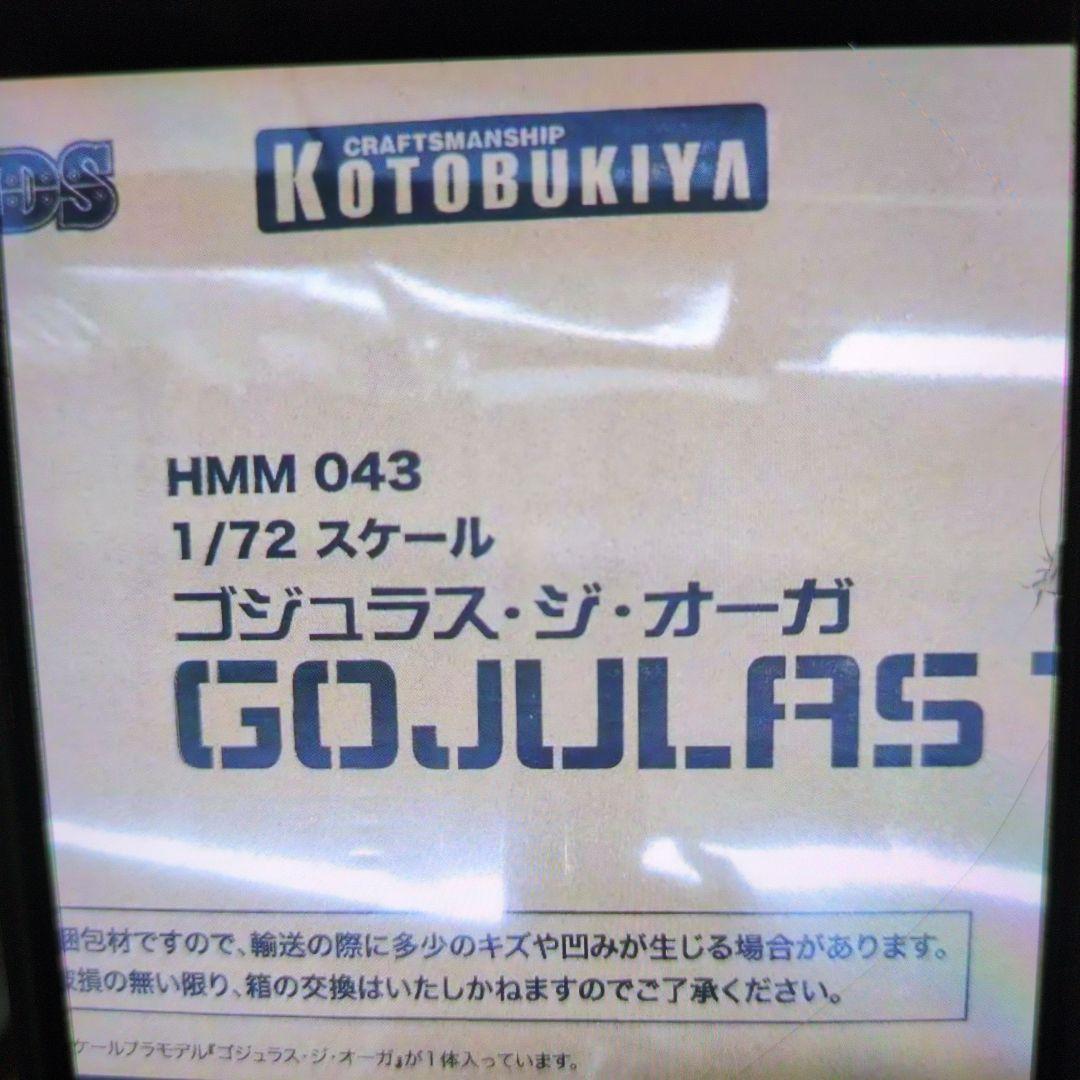 DS
CRAFTSMANSHIP
KOTOBUKIYA
HMM 043
1/72 スケール
ゴジュラス・ジ・オーガ
GOJULAS
梱包材ですので、輸送の際に多少のキズや凹みが生じる場合があります。
破損の無い限り、箱の交換はいたしかねますのでご了承ください。
ケールプラモデル『ゴジュラス・ジ・オーガ』が1体入っています。